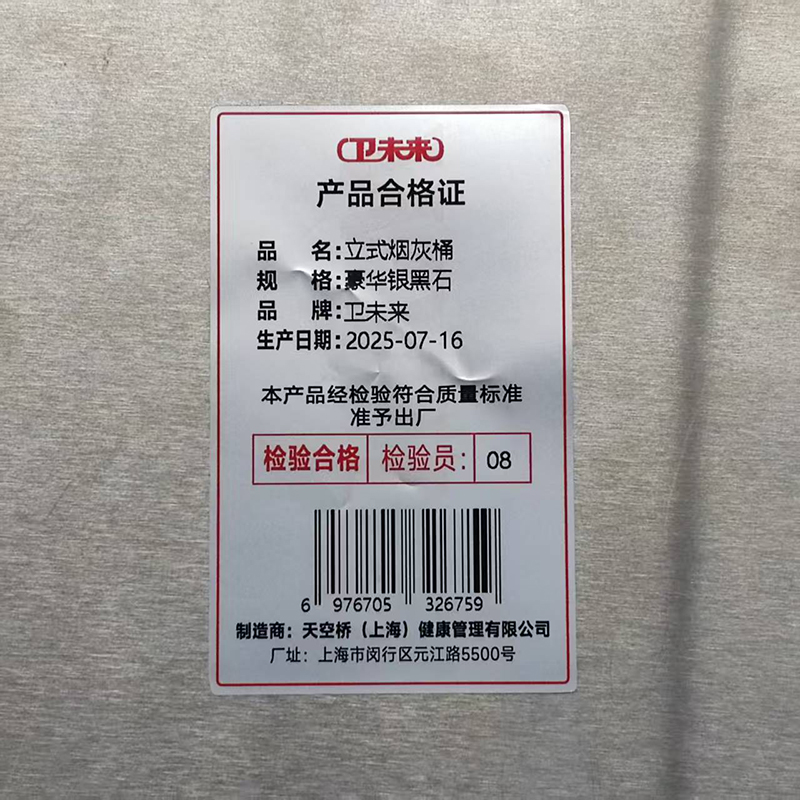 卫未来
产品合格证
品 名:立式烟灰桶
规 格:豪华银黑石
品 牌:卫未来
生产日期:2025-07-16
本产品经检验符合质量标准
准予出厂
检验合格 检验员: 08
6 976705 326759
制造商：天空桥（上海）健康管理有限公司
厂址：上海市闵行区元江路5500号